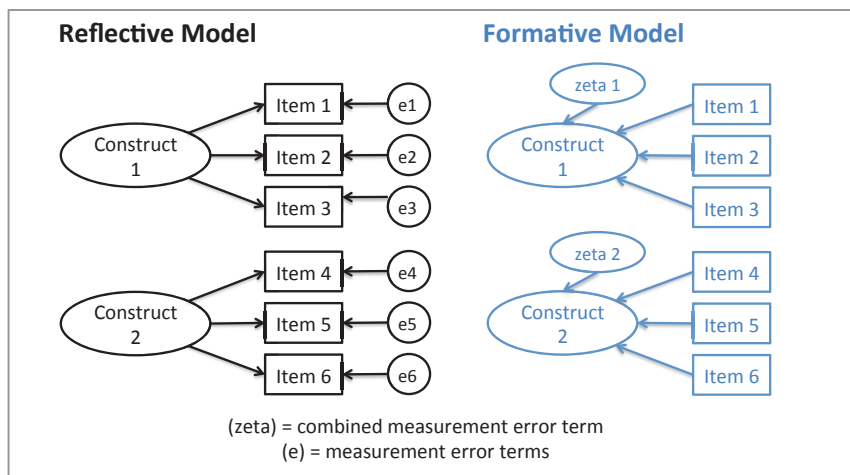 Reflective Model
Formative Model
Item 1
e1
Construct
1
Item 2
e2
Item 3
e3
Item 4
e4
Construct
2
Item 5
e5
Item 6
e6
zeta 1
Item 1
Construct
1
Item 2
Item 3
zeta 2
Item 4
Construct
2
Item 5
Item 6
(zeta) = combined measurement error term
(e) = measurement error terms